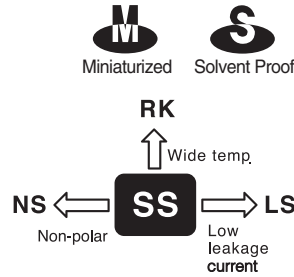 M S
Miniaturized Solvent Proof
RK
Wide temp
NS SS LS
Non-polar Low
leakage
current